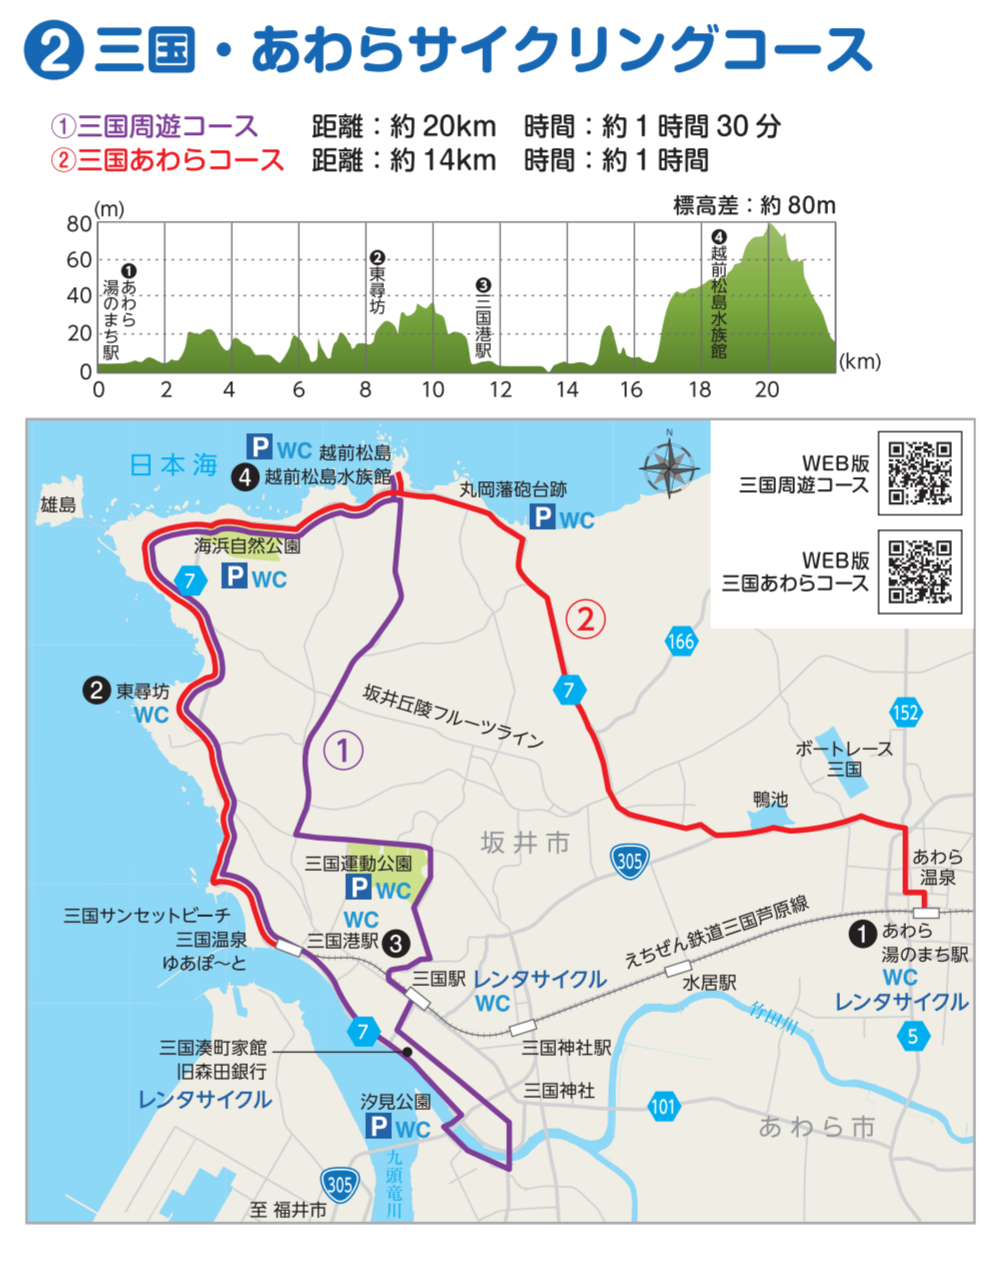 2 三国・あわらサイクリングコース
①三国周遊コース 距離：約20km 時間：約1時間30分
②三国あわらコース 距離：約14km 時間：約1時間
(m)
標高差：約80m
80
60
40
20
0
❶あわら湯のまち駅
❷東尋坊
❸三国港駅
❹越前松島水族館
0 2 4 6 8 10 12 14 16 18 20
(km)
N
日本海
P WC 越前松島
❹ 越前松島水族館
雄島
丸岡藩砲台跡
P WC
WEB版
三国周遊コース
WEB版
三国あわらコース
海浜自然公園
P WC
7
②
166
7
❷ 東尋坊
WC
坂井丘陵フルーツライン
①
152
ボートレース
三国
鴨池
坂井市
305
三国運動公園
P WC
WC
三国港駅 ❸
あわら
温泉
三国サンセットビーチ
三国温泉
ゆあぽ〜と
えちぜん鉄道三国芦原線
❶ あわら
湯のまち駅
WC
レンタサイクル
三国駅 レンタサイクル
WC
水居駅
竹田川
7
5
三国湊町家館
旧森田銀行
レンタサイクル
三国神社駅
三国神社
汐見公園
P WC
101
あわら市
九頭竜川
305
至 福井市